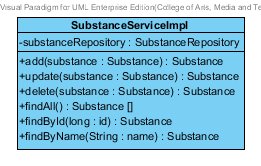 Visual Paradigm for UML Enterprise Edition(College of Arts, Media and Te
SubstanceServiceImpl
-substanceRepository : SubstanceRepository
+add(substance : Substance) : Substance
+update(substance : Substance) : Substance
+delete(substance : Substance) : Substance
+findAll() : Substance []
+findById(long : id) : Substance
+findByName(String : name) : Substance